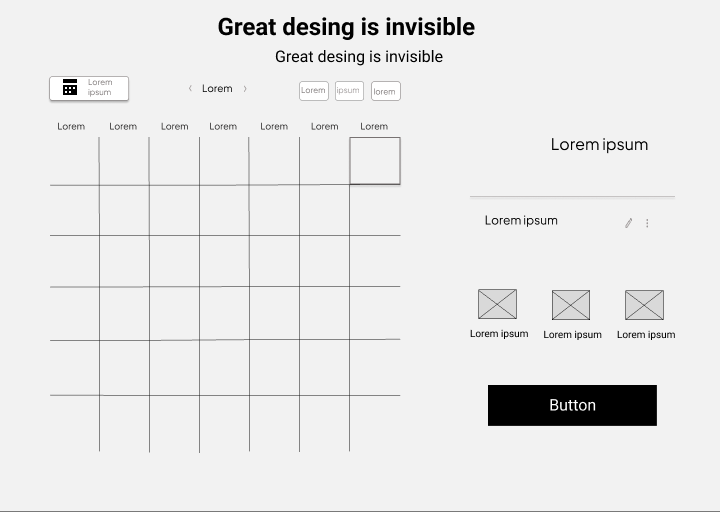 Great desing is invisible
Great desing is invisible
Lorem
ipsum
Lorem
Lorem
ipsum
lorem
Lorem Lorem Lorem Lorem Lorem Lorem Lorem
Lorem ipsum
Lorem ipsum
Lorem ipsum Lorem ipsum Lorem ipsum
Button